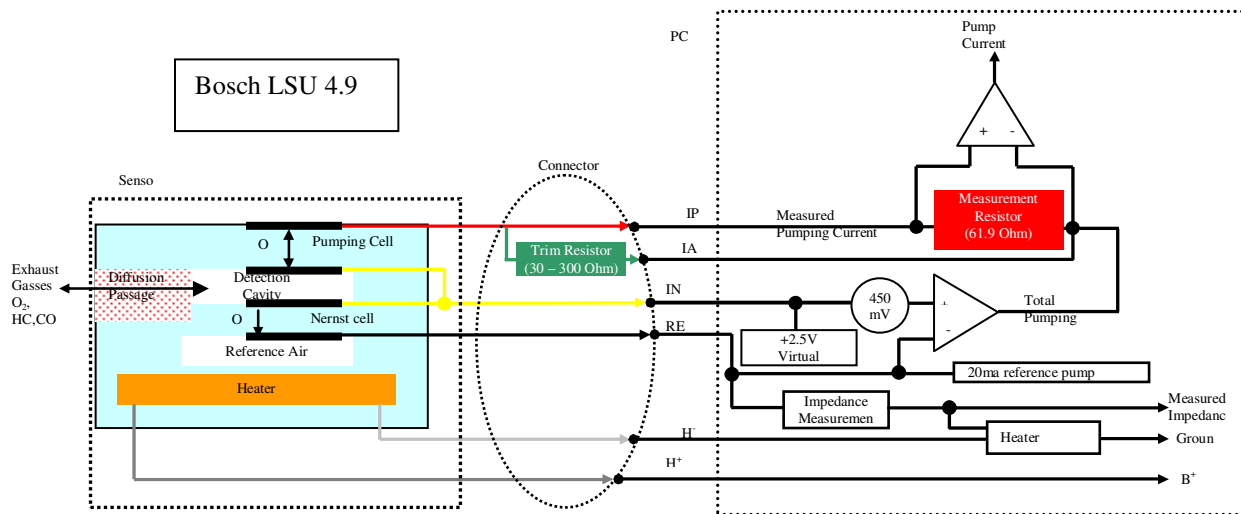 Bosch LSU 4.9
PC
Pump
Current
+ -
Connector
Senso
IP
Measured
Pumping Current
Measurement
Resistor
(61.9 Ohm)
O
Pumping Cell
Trim Resistor
(30 – 300 Ohm)
IA
Exhaust
Gasses
O2,
HC,CO
Diffusion
Passage
Detection
Cavity
IN
450
mV
+
-
Total
Pumping
O
Nernst cell
RE
+2.5V
Virtual
Reference Air
20ma reference pump
Heater
Impedance
Measuremen
Measured
Impedanc
H-
Heater
Groun
H+
B+